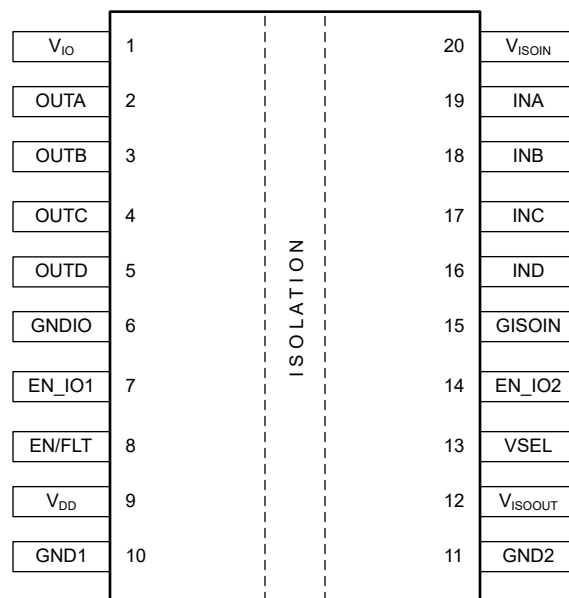 V_IO 1 20 V_ISOIN
OUTA 2 19 INA
OUTB 3 18 INB
OUTC 4 17 INC
OUTD 5 16 IND
GNDIO 6 15 GISOIN
ISOLATION
EN_IO1 7 14 EN_IO2
EN/FLT 8 13 VSEL
V_DD 9 12 V_ISOOUT
GND1 10 11 GND2